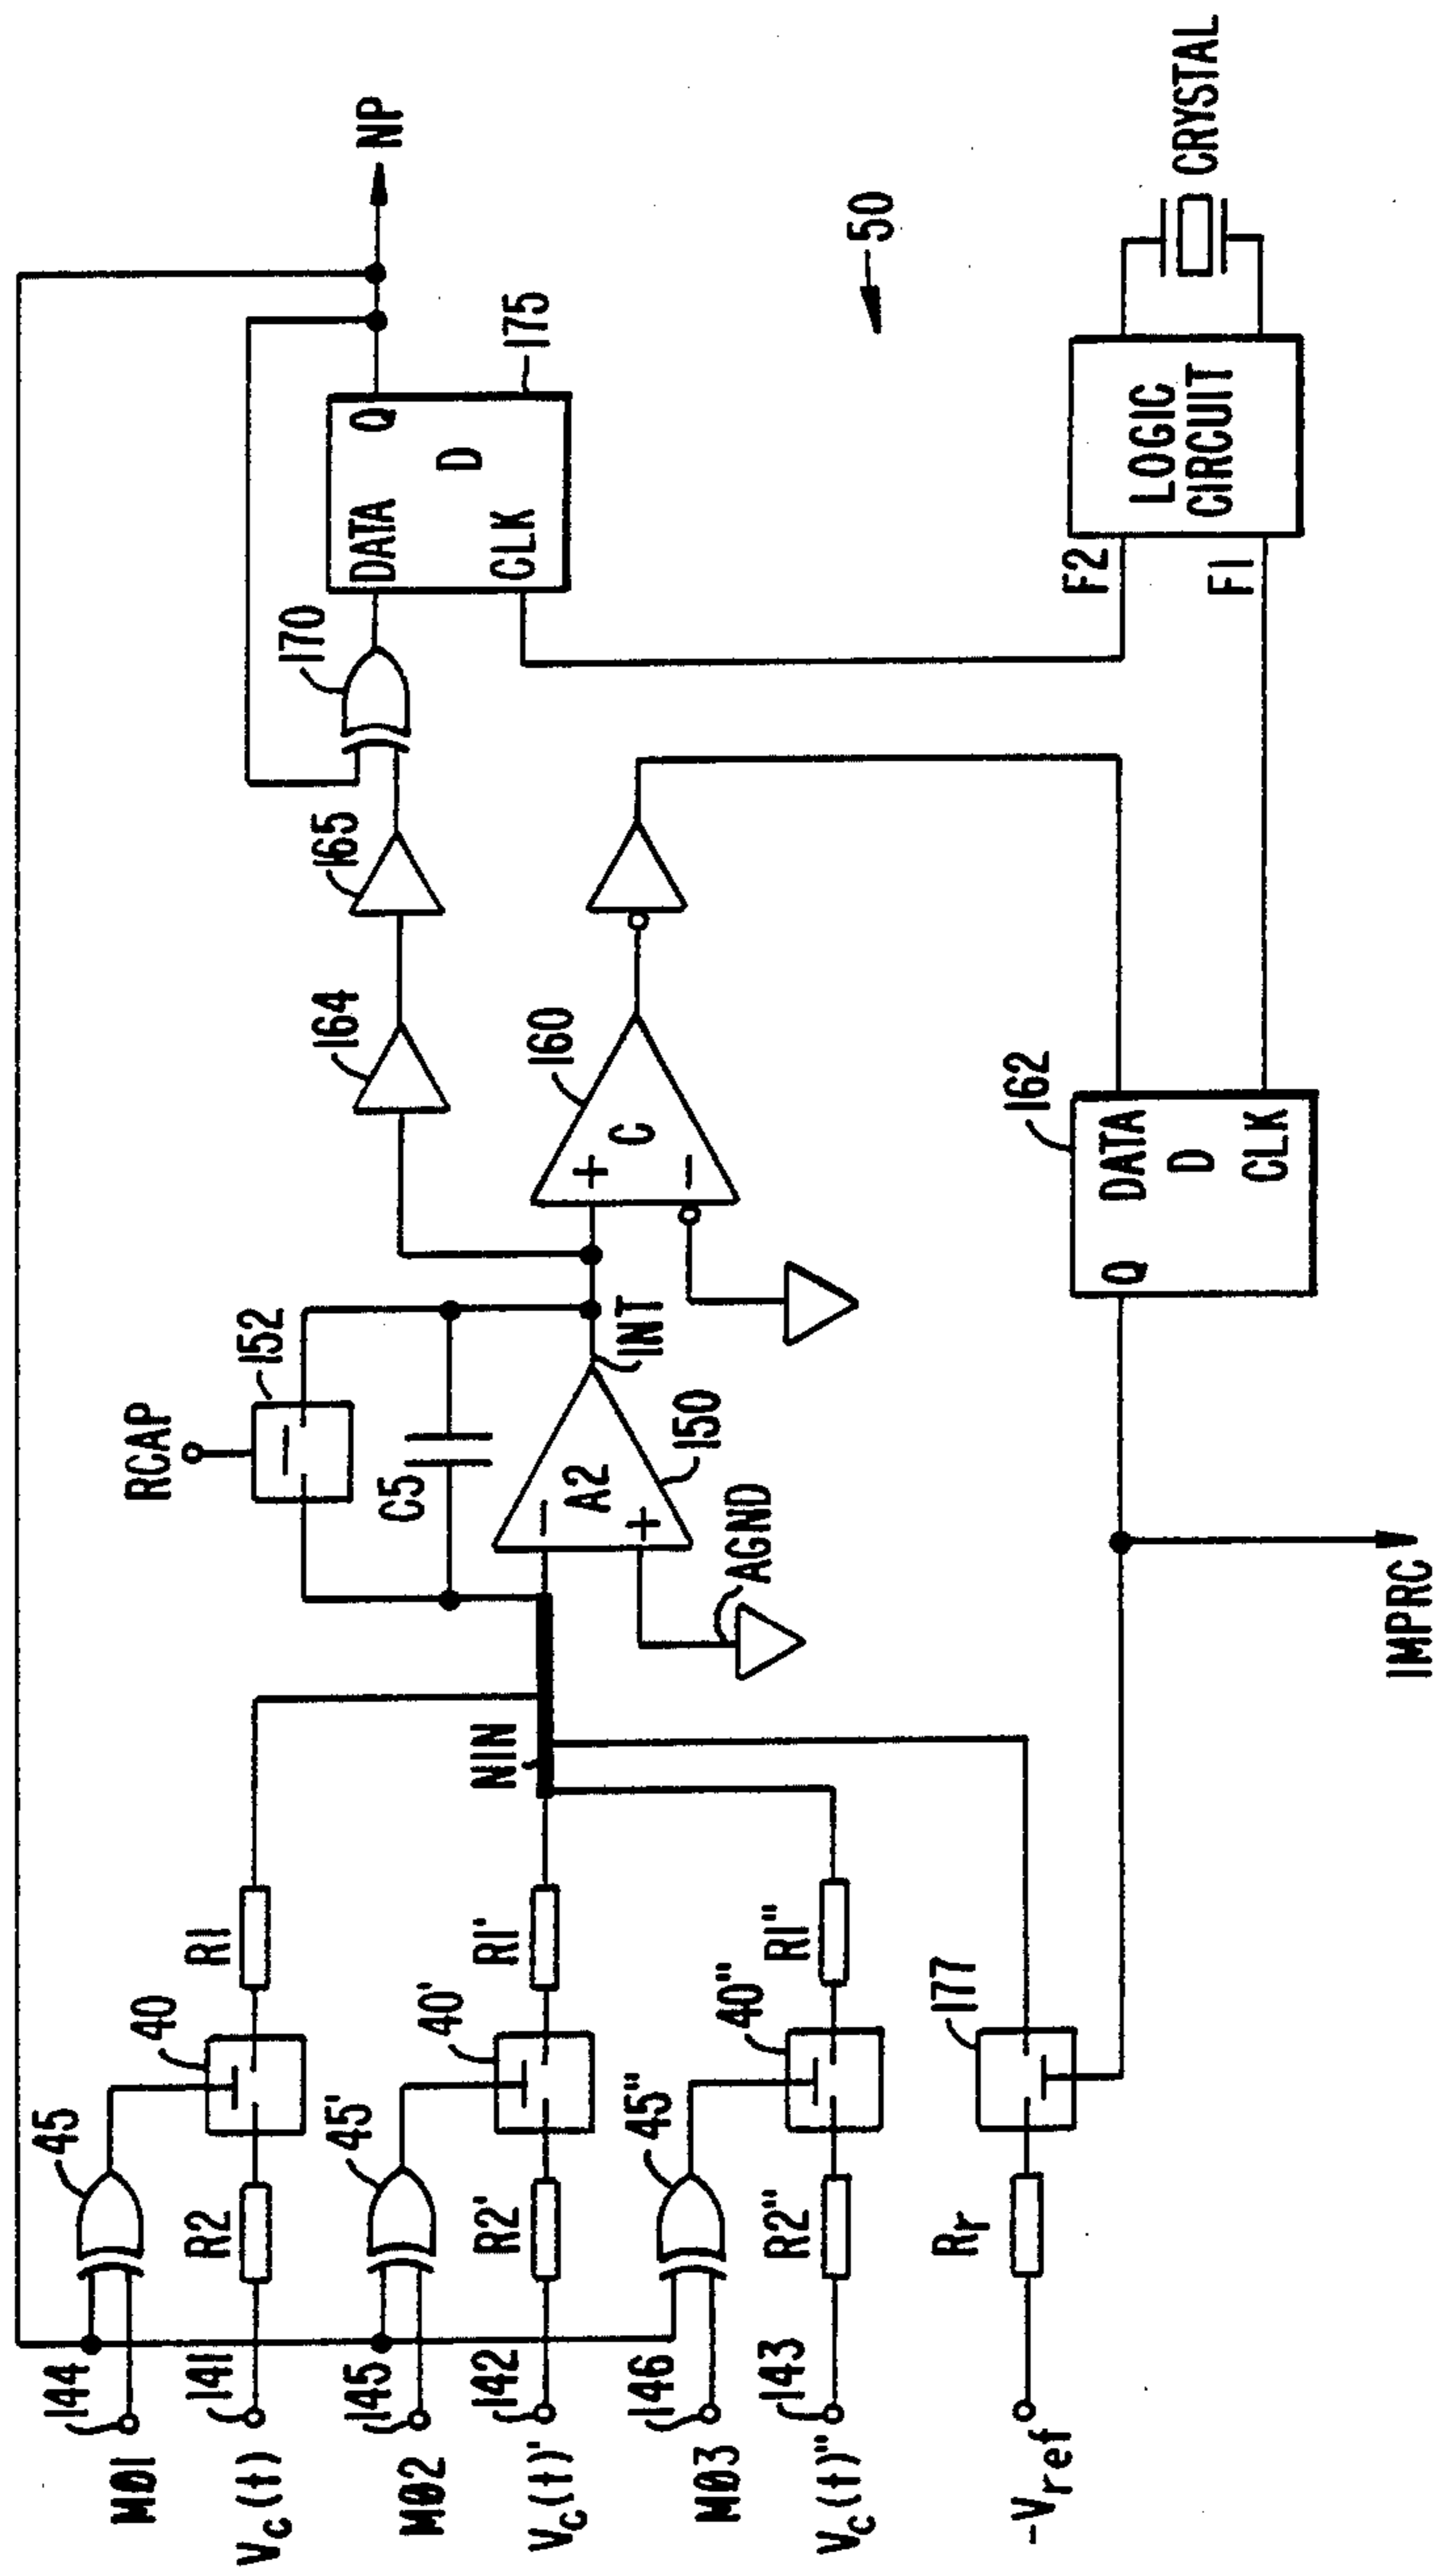 144
MØ1
45
141
Vc(t)
R2
40
R1
145
MØ2
45'
142
Vc(t)'
R2'
40'
R1'
146
MØ3
45"
143
Vc(t)"
R2"
40"
R1"
-Vref
Rr
177
NIN
RCAP
152
C5
A2
-
+
150
AGND
INT
164
165
170
160
C
+
-
DATA
Q
D
CLK
175
NP
50
162
Q
DATA
D
CLK
IMPRC
F2
F1
LOGIC
CIRCUIT
CRYSTAL